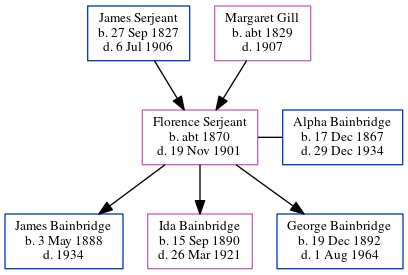 James Serjeant
b. 27 Sep 1827
d. 6 Jul 1906
Margaret Gill
b. abt 1829
d. 1907
Florence Serjeant
b. abt 1870
d. 19 Nov 1901
Alpha Bainbridge
b. 17 Dec 1867
d. 29 Dec 1934
James Bainbridge
b. 3 May 1888
d. 1934
Ida Bainbridge
b. 15 Sep 1890
d. 26 Mar 1921
George Bainbridge
b. 19 Dec 1892
d. 1 Aug 1964